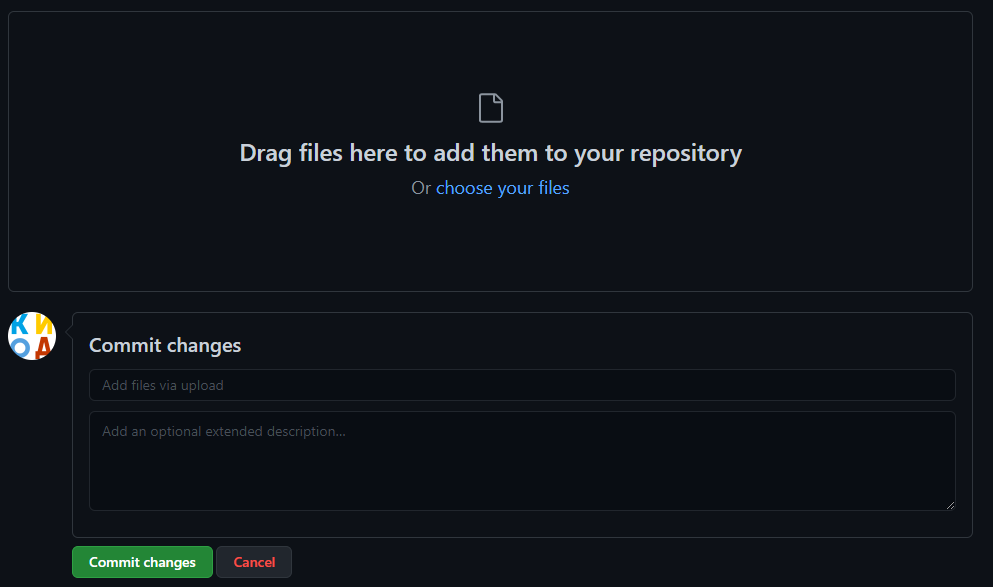 Drag files here to add them to your repository
Or choose your files
К И
О Д
Commit changes
Add files via upload
Add an optional extended description...
Commit changes
Cancel